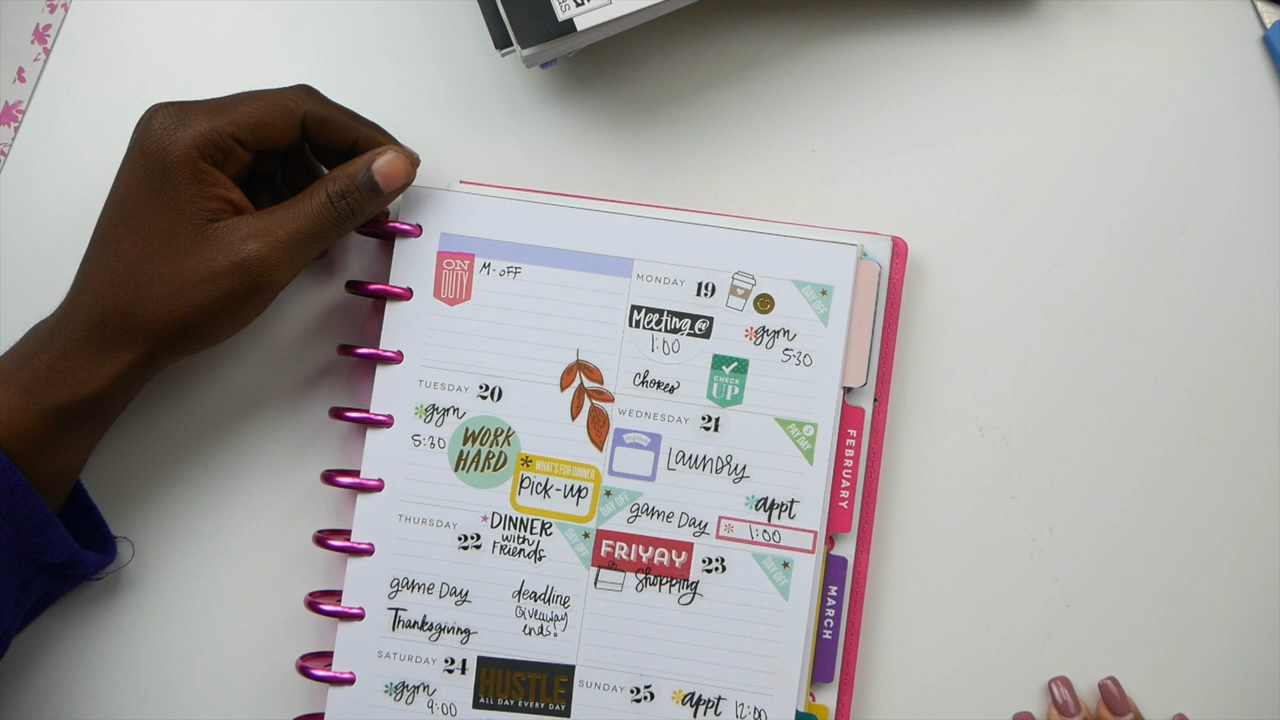 ON
DUTY
M-off
MONDAY 19
DAY OFF
Meeting @
1:00
*gym
5:30
Chores
CHECK
UP
TUESDAY 20
*gym
5:30
WORK
HARD
WHAT'S FOR DINNER
Pick-up
WEDNESDAY 21
PAY DAY
Laundry
DAY OFF
game Day
*appt
* 1:00
THURSDAY
22
DINNER
with
Friends
DAY OFF
game Day
Thanksgiving
deadline
Giveaway
ends!
FRIYAY 23
DAY OFF
Shopping
SATURDAY 24
*gym
9:00
HUSTLE
ALL DAY EVERY DAY
SUNDAY 25
*appt 12:00
FEBRUARY
MARCH